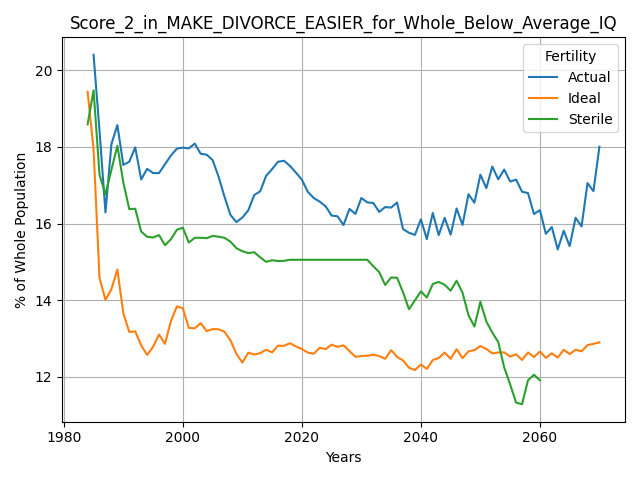 Score_2_in_MAKE_DIVORCE_EASIER_for_Whole_Below_Average_IQ
Fertility
Actual
Ideal
Sterile
% of Whole Population
20
18
16
14
12
1980
2000
2020
2040
2060
Years